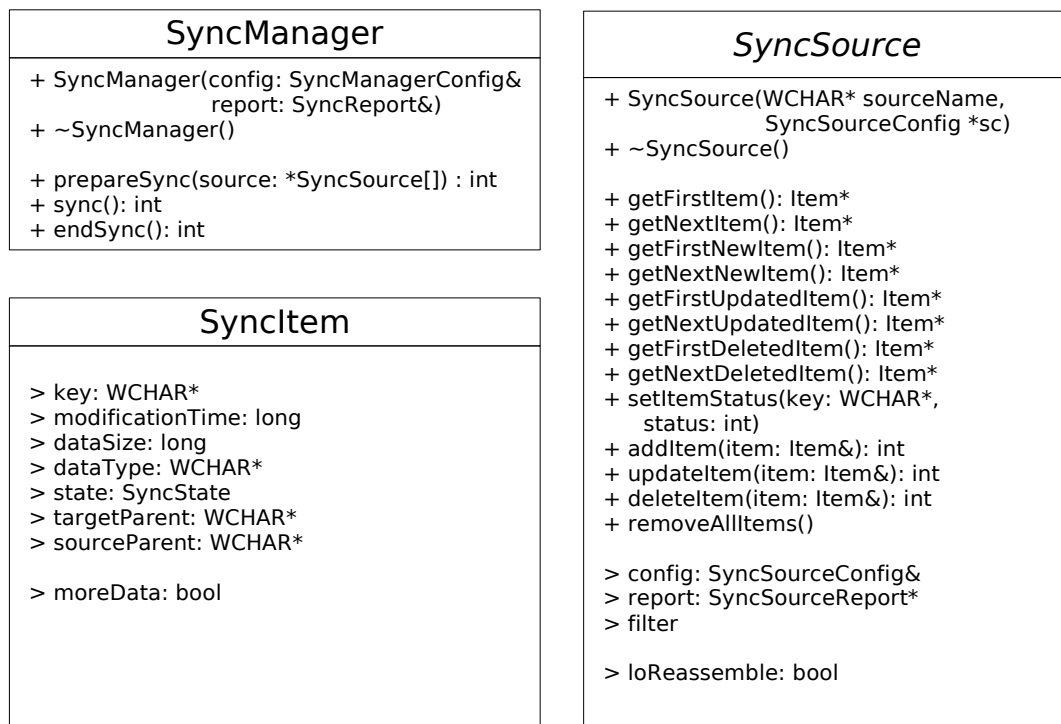 SyncManager
+ SyncManager(config: SyncManagerConfig&
report: SyncReport&)
+ ~SyncManager()
+ prepareSync(source: *SyncSource[]) : int
+ sync(): int
+ endSync(): int
SyncItem
> key: WCHAR*
> modificationTime: long
> dataSize: long
> dataType: WCHAR*
> state: SyncState
> targetParent: WCHAR*
> sourceParent: WCHAR*
> moreData: bool
SyncSource
+ SyncSource(WCHAR* sourceName,
SyncSourceConfig *sc)
+ ~SyncSource()
+ getFirstItem(): Item*
+ getNextItem(): Item*
+ getFirstNewItem(): Item*
+ getNextNewItem(): Item*
+ getFirstUpdatedItem(): Item*
+ getNextUpdatedItem(): Item*
+ getFirstDeletedItem(): Item*
+ getNextDeletedItem(): Item*
+ setItemStatus(key: WCHAR*,
status: int)
+ addItem(item: Item&): int
+ updateItem(item: Item&): int
+ deleteItem(item: Item&): int
+ removeAllItems()
> config: SyncSourceConfig&
> report: SyncSourceReport*
> filter
> loReassemble: bool